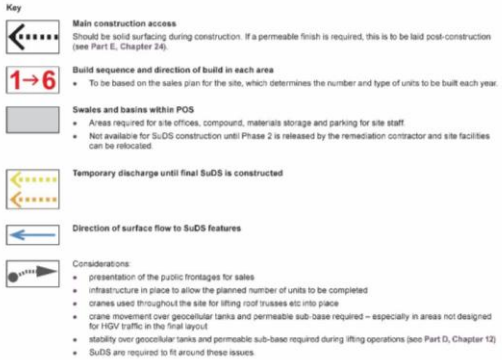 Key
Main construction access
Should be solid surfacing during construction. If a permeable finish is required, this is to be laid post-construction
(see Part E, Chapter 24).
1→6
Build sequence and direction of build in each area
• To be based on the sales plan for the site, which determines the number and type of units to be built each year.
Swales and basins within POS
• Areas required for site offices, compound, materials storage and parking for site staff.
• Not available for SuDS construction until Phase 2 is released by the remediation contractor and site facilities
can be relocated.
Temporary discharge until final SuDS is constructed
Direction of surface flow to SuDS features
Considerations:
• presentation of the public frontages for sales
• infrastructure in place to allow the planned number of units to be completed
• cranes used throughout the site for lifting roof trusses etc into place
• crane movement over geocellular tanks and permeable sub-base required – especially in areas not designed
for HGV traffic in the final layout
• stability over geocellular tanks and permeable sub-base required during lifting operations (see Part D, Chapter 12)
• SuDS are required to fit around these issues.